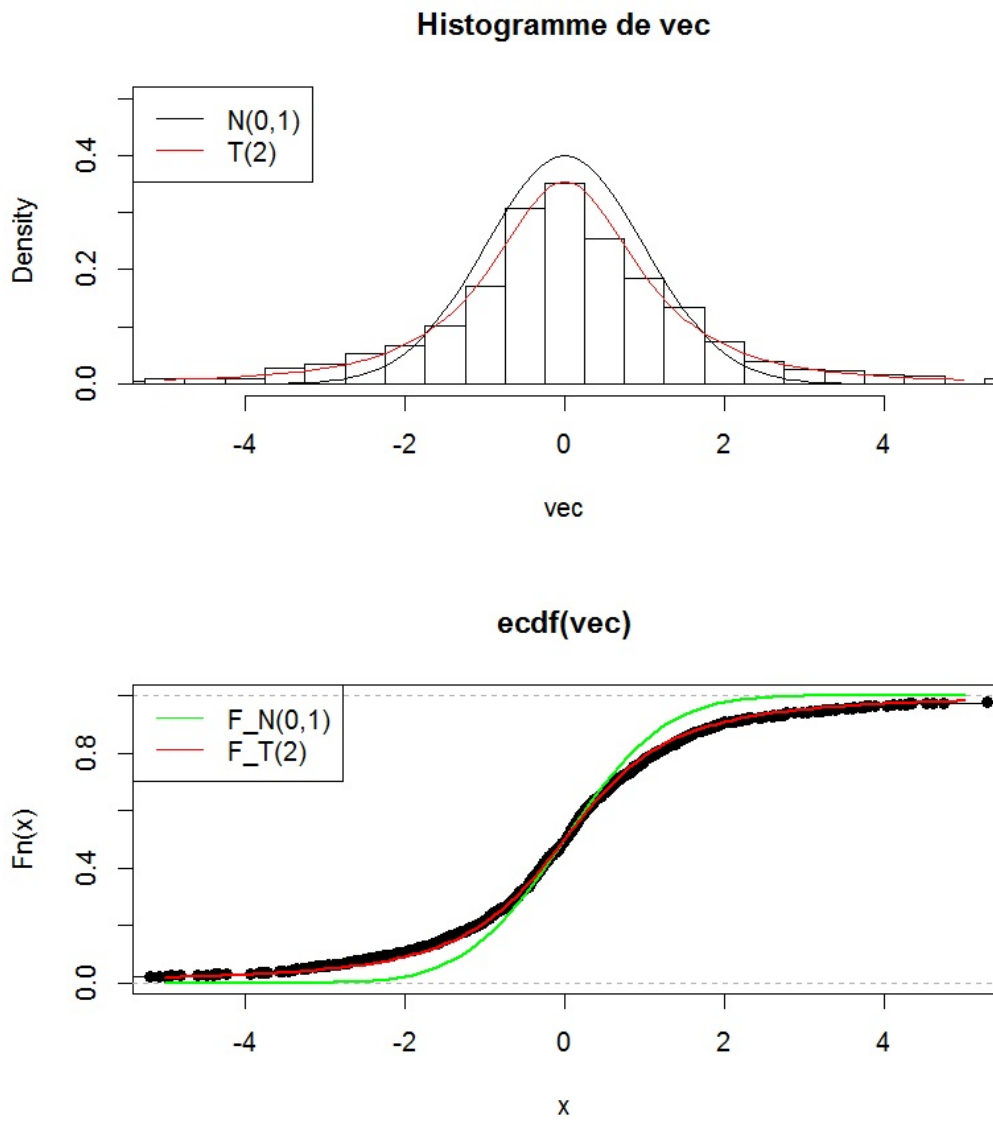 Histogramme de vec
N(0,1)
T(2)
Density
0.0
0.2
0.4
-4
-2
0
2
4
vec
ecdf(vec)
F_N(0,1)
F_T(2)
Fn(x)
0.0
0.4
0.8
-4
-2
0
2
4
x